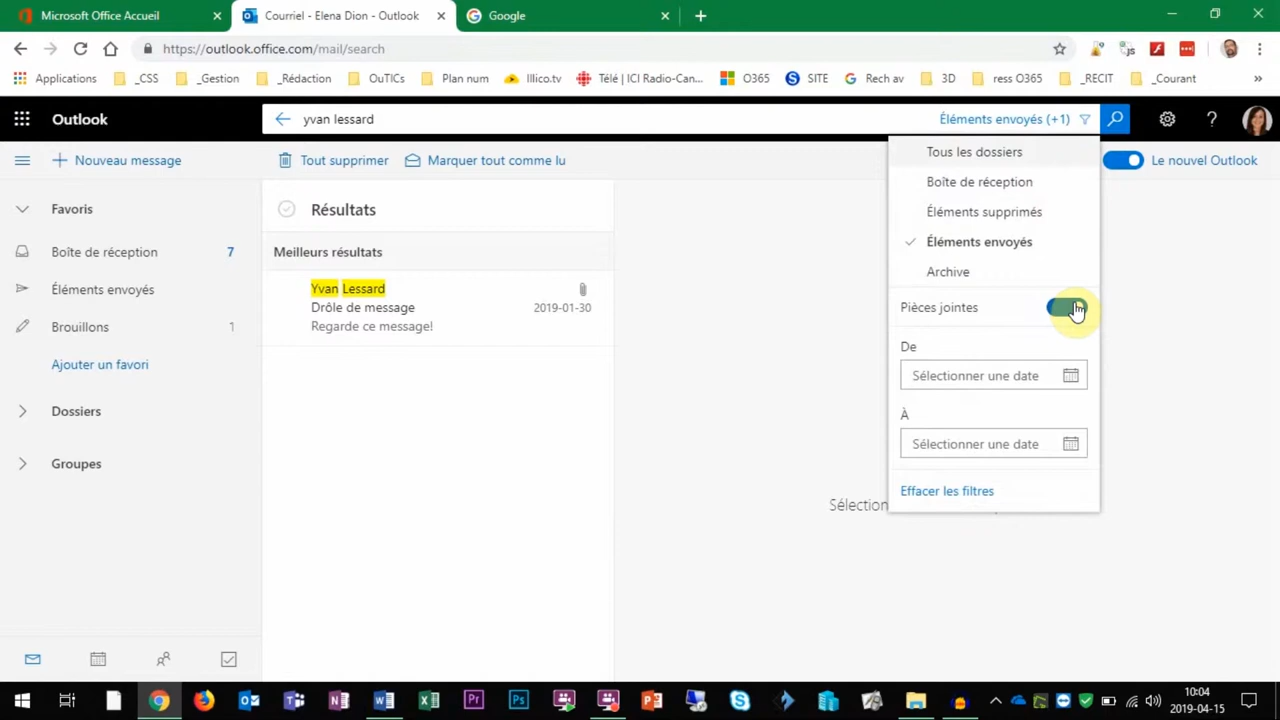 Microsoft Office Accueil
Courriel - Elena Dion - Outlook
Google
https://outlook.office.com/mail/search
Applications
_CSS
_Gestion
_Rédaction
OuTICs
Plan num
Illico.tv
Télé | ICI Radio-Can...
O365
SITE
Rech av
3D
ress O365
_RECIT
_Courant
»
Outlook
yvan lessard
Éléments envoyés (+1)
Nouveau message
Tout supprimer
Marquer tout comme lu
Le nouvel Outlook
Tous les dossiers
Boîte de réception
Éléments supprimés
Éléments envoyés
Archive
Pièces jointes
De
Sélectionner une date
À
Sélectionner une date
Effacer les filtres
Favoris
Boîte de réception 7
Éléments envoyés
Brouillons 1
Ajouter un favori
Dossiers
Groupes
Résultats
Meilleurs résultats
Yvan Lessard
Drôle de message 2019-01-30
Regarde ce message!
Sélection
10:04
2019-04-15